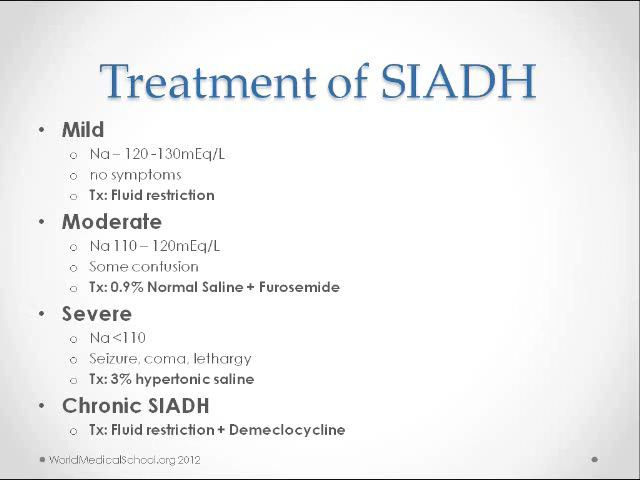 Treatment of SIADH
• Mild
o Na – 120 -130mEq/L
o no symptoms
o Tx: Fluid restriction
• Moderate
o Na 110 – 120mEq/L
o Some confusion
o Tx: 0.9% Normal Saline + Furosemide
• Severe
o Na <110
o Seizure, coma, lethargy
o Tx: 3% hypertonic saline
• Chronic SIADH
o Tx: Fluid restriction + Demeclocycline
WorldMedicalSchool.org 2012